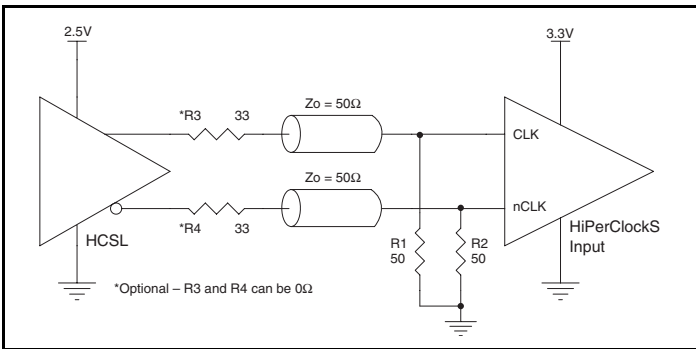 2.5V
3.3V
*R3 33
Zo = 50Ω
CLK
Zo = 50Ω
nCLK
*R4 33
HCSL
R1
50
R2
50
HiPerClockS
Input
*Optional – R3 and R4 can be 0Ω